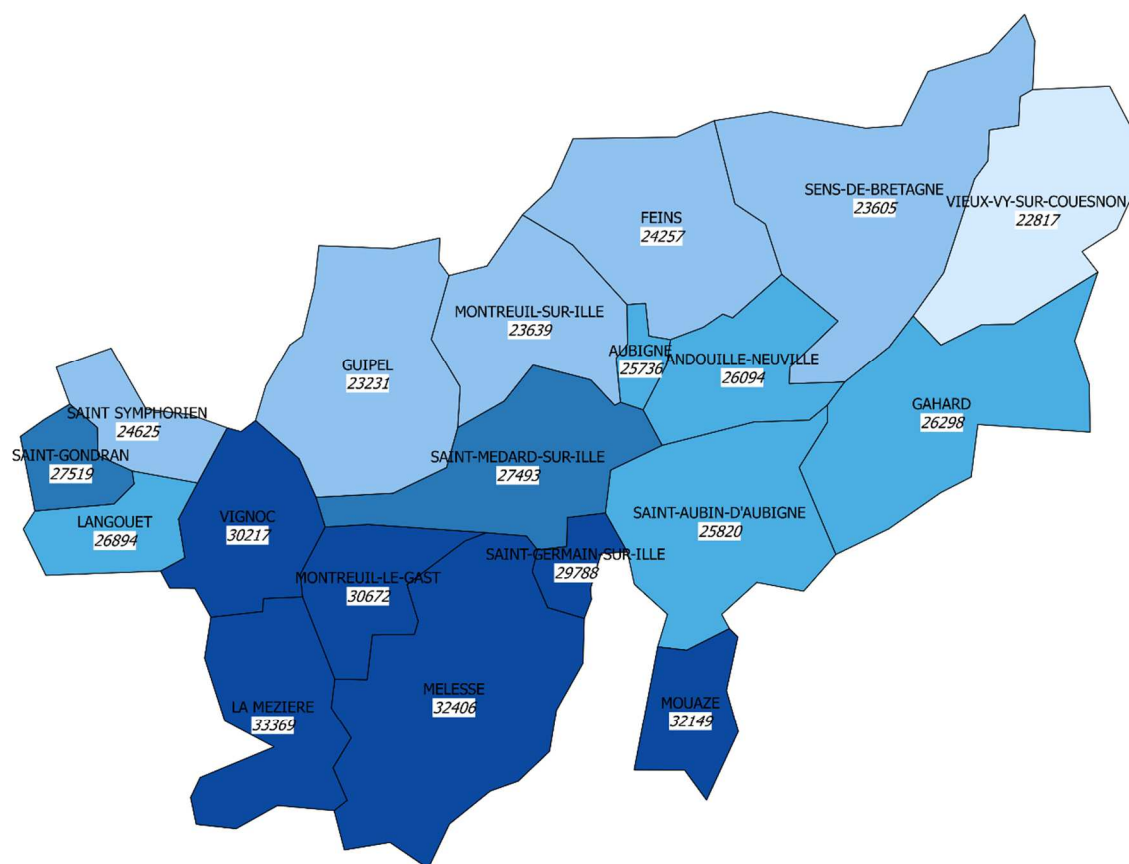 SENS-DE-BRETAGNE
23605
VIEUX-VY-SUR-COUESNON
22817
FEINS
24257
MONTREUIL-SUR-ILLE
23639
AUBIGNE
25736
ANDOUILLE-NEUVILLE
26094
GUIPEL
23231
GAHARD
26298
SAINT SYMPHORIEN
24625
SAINT-GONDRAN
27519
SAINT-MEDARD-SUR-ILLE
27493
LANGOUET
26894
VIGNOC
30217
SAINT-AUBIN-D'AUBIGNE
25820
SAINT-GERMAIN-SUR-ILLE
29788
MONTREUIL-LE-GAST
30672
MELESSE
32406
MOUAZE
32149
LA MEZIERE
33369